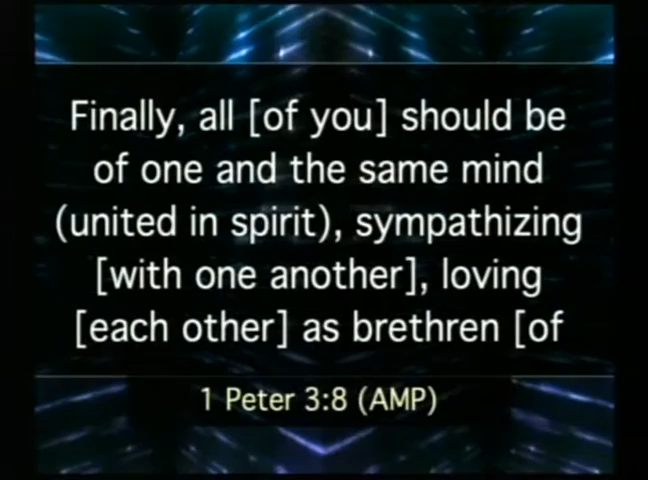 Finally, all [of you] should be
of one and the same mind
(united in spirit), sympathizing
[with one another], loving
[each other] as brethren [of
1 Peter 3:8 (AMP)